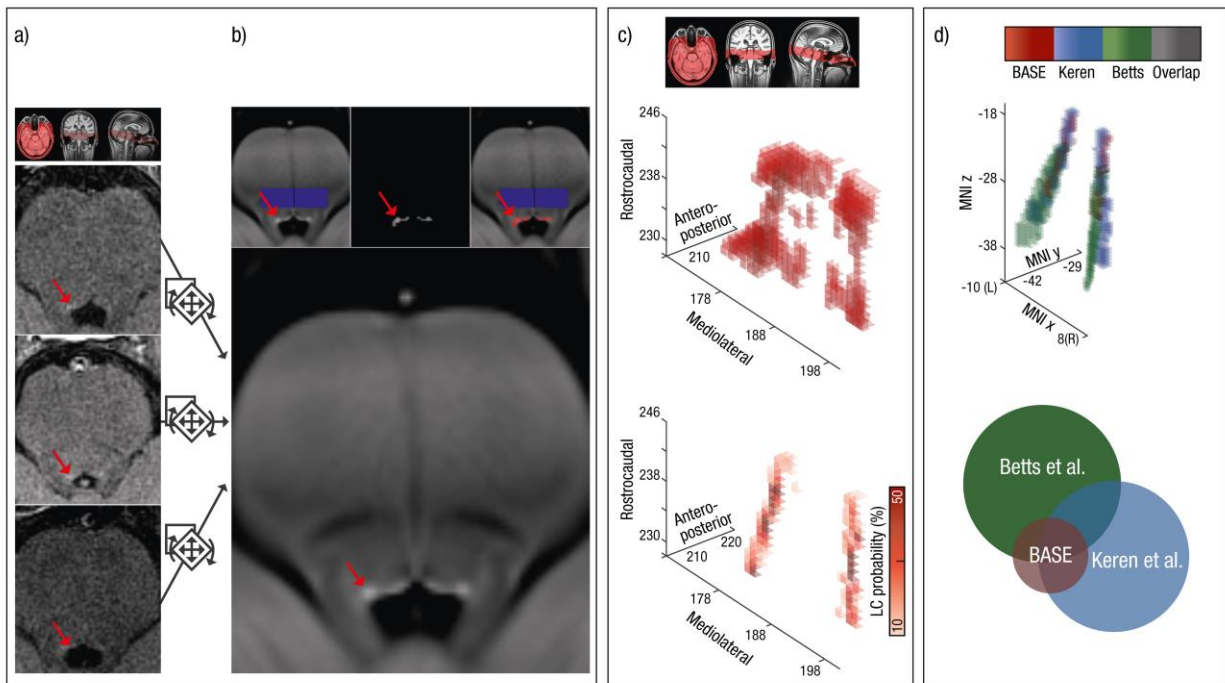 a)
b)
c)
246
Rostrocaudal
238
Antero-
posterior
230
210
178
Mediolateral
188
198
246
Rostrocaudal
238
Antero-
posterior
230
220
210
178
Mediolateral
188
198
LC probability (%)
50
10
d)
BASE Keren Betts Overlap
-18
MNI z
-28
-38
MNI y
-29
-42
-10 (L)
MNI x
8(R)
Betts et al.
BASE
Keren et al.